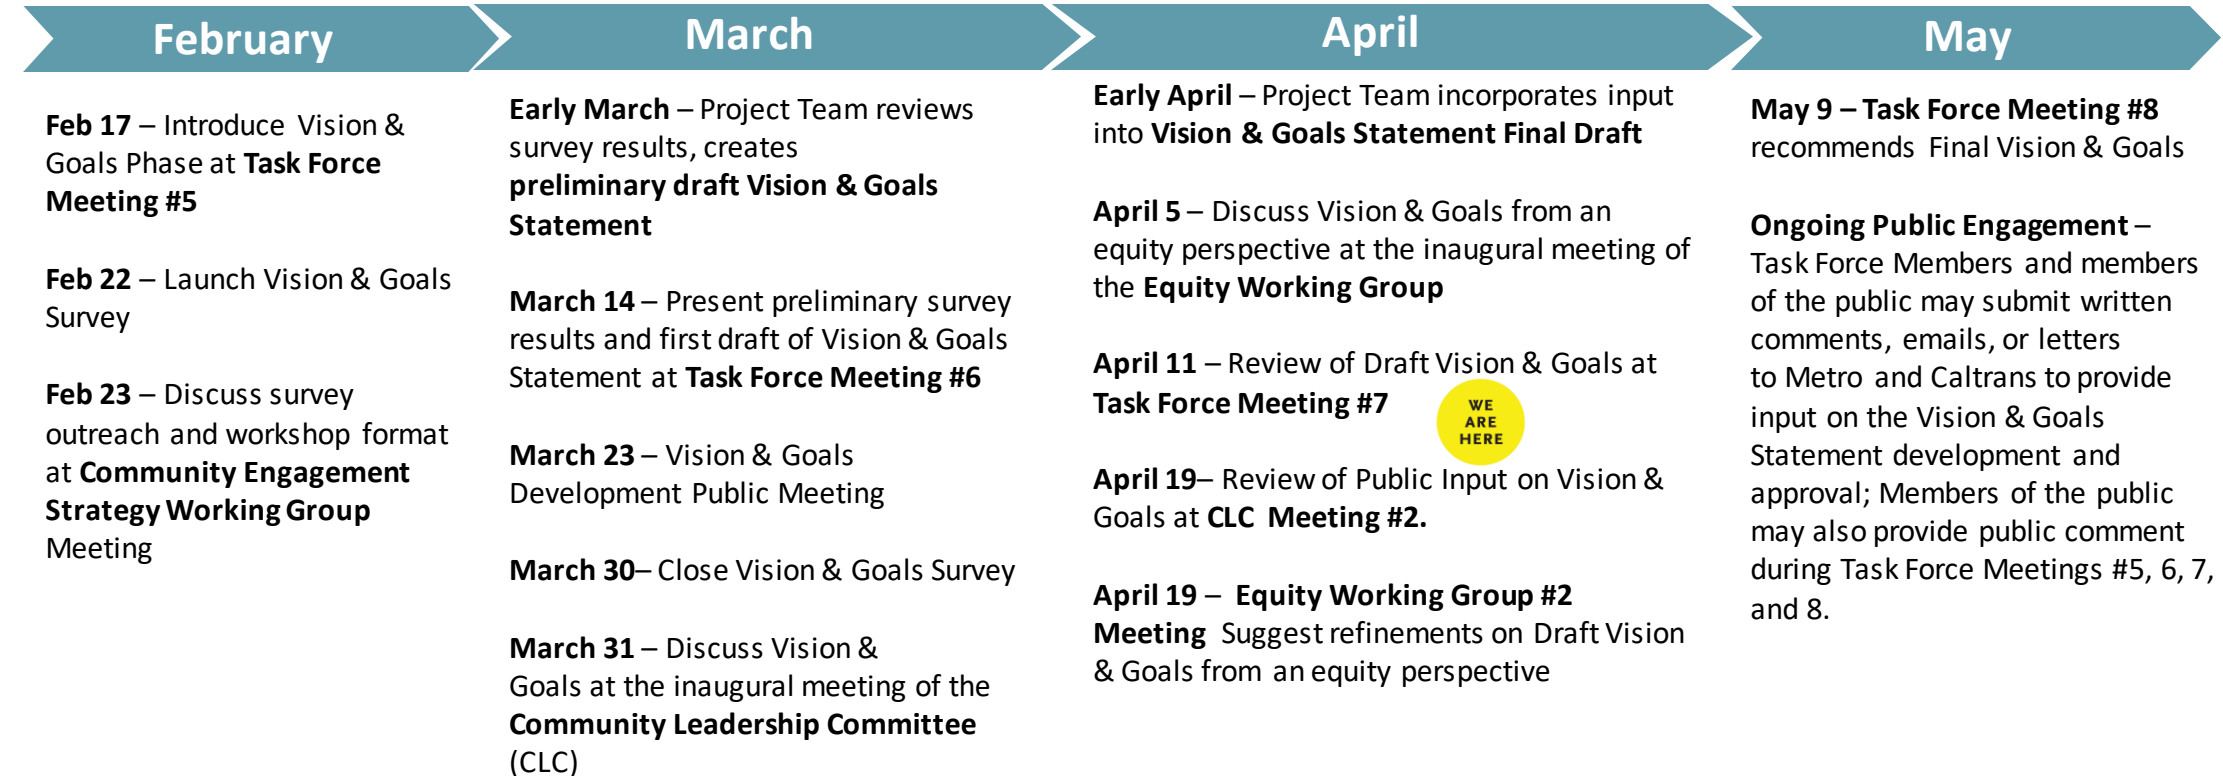 February
Feb 17 – Introduce Vision &
Goals Phase at Task Force
Meeting #5
Feb 22 – Launch Vision & Goals
Survey
Feb 23 – Discuss survey
outreach and workshop format
at Community Engagement
Strategy Working Group
Meeting
March
Early March – Project Team reviews
survey results, creates
preliminary draft Vision & Goals
Statement
March 14 – Present preliminary survey
results and first draft of Vision & Goals
Statement at Task Force Meeting #6
March 23 – Vision & Goals
Development Public Meeting
March 30– Close Vision & Goals Survey
March 31 – Discuss Vision &
Goals at the inaugural meeting of the
Community Leadership Committee
(CLC)
April
Early April – Project Team incorporates input
into Vision & Goals Statement Final Draft
April 5 – Discuss Vision & Goals from an
equity perspective at the inaugural meeting of
the Equity Working Group
April 11 – Review of Draft Vision & Goals at
Task Force Meeting #7
WE
ARE
HERE
April 19– Review of Public Input on Vision &
Goals at CLC Meeting #2.
April 19 – Equity Working Group #2
Meeting Suggest refinements on Draft Vision
& Goals from an equity perspective
May
May 9 – Task Force Meeting #8
recommends Final Vision & Goals
Ongoing Public Engagement –
Task Force Members and members
of the public may submit written
comments, emails, or letters
to Metro and Caltrans to provide
input on the Vision & Goals
Statement development and
approval; Members of the public
may also provide public comment
during Task Force Meetings #5, 6, 7,
and 8.